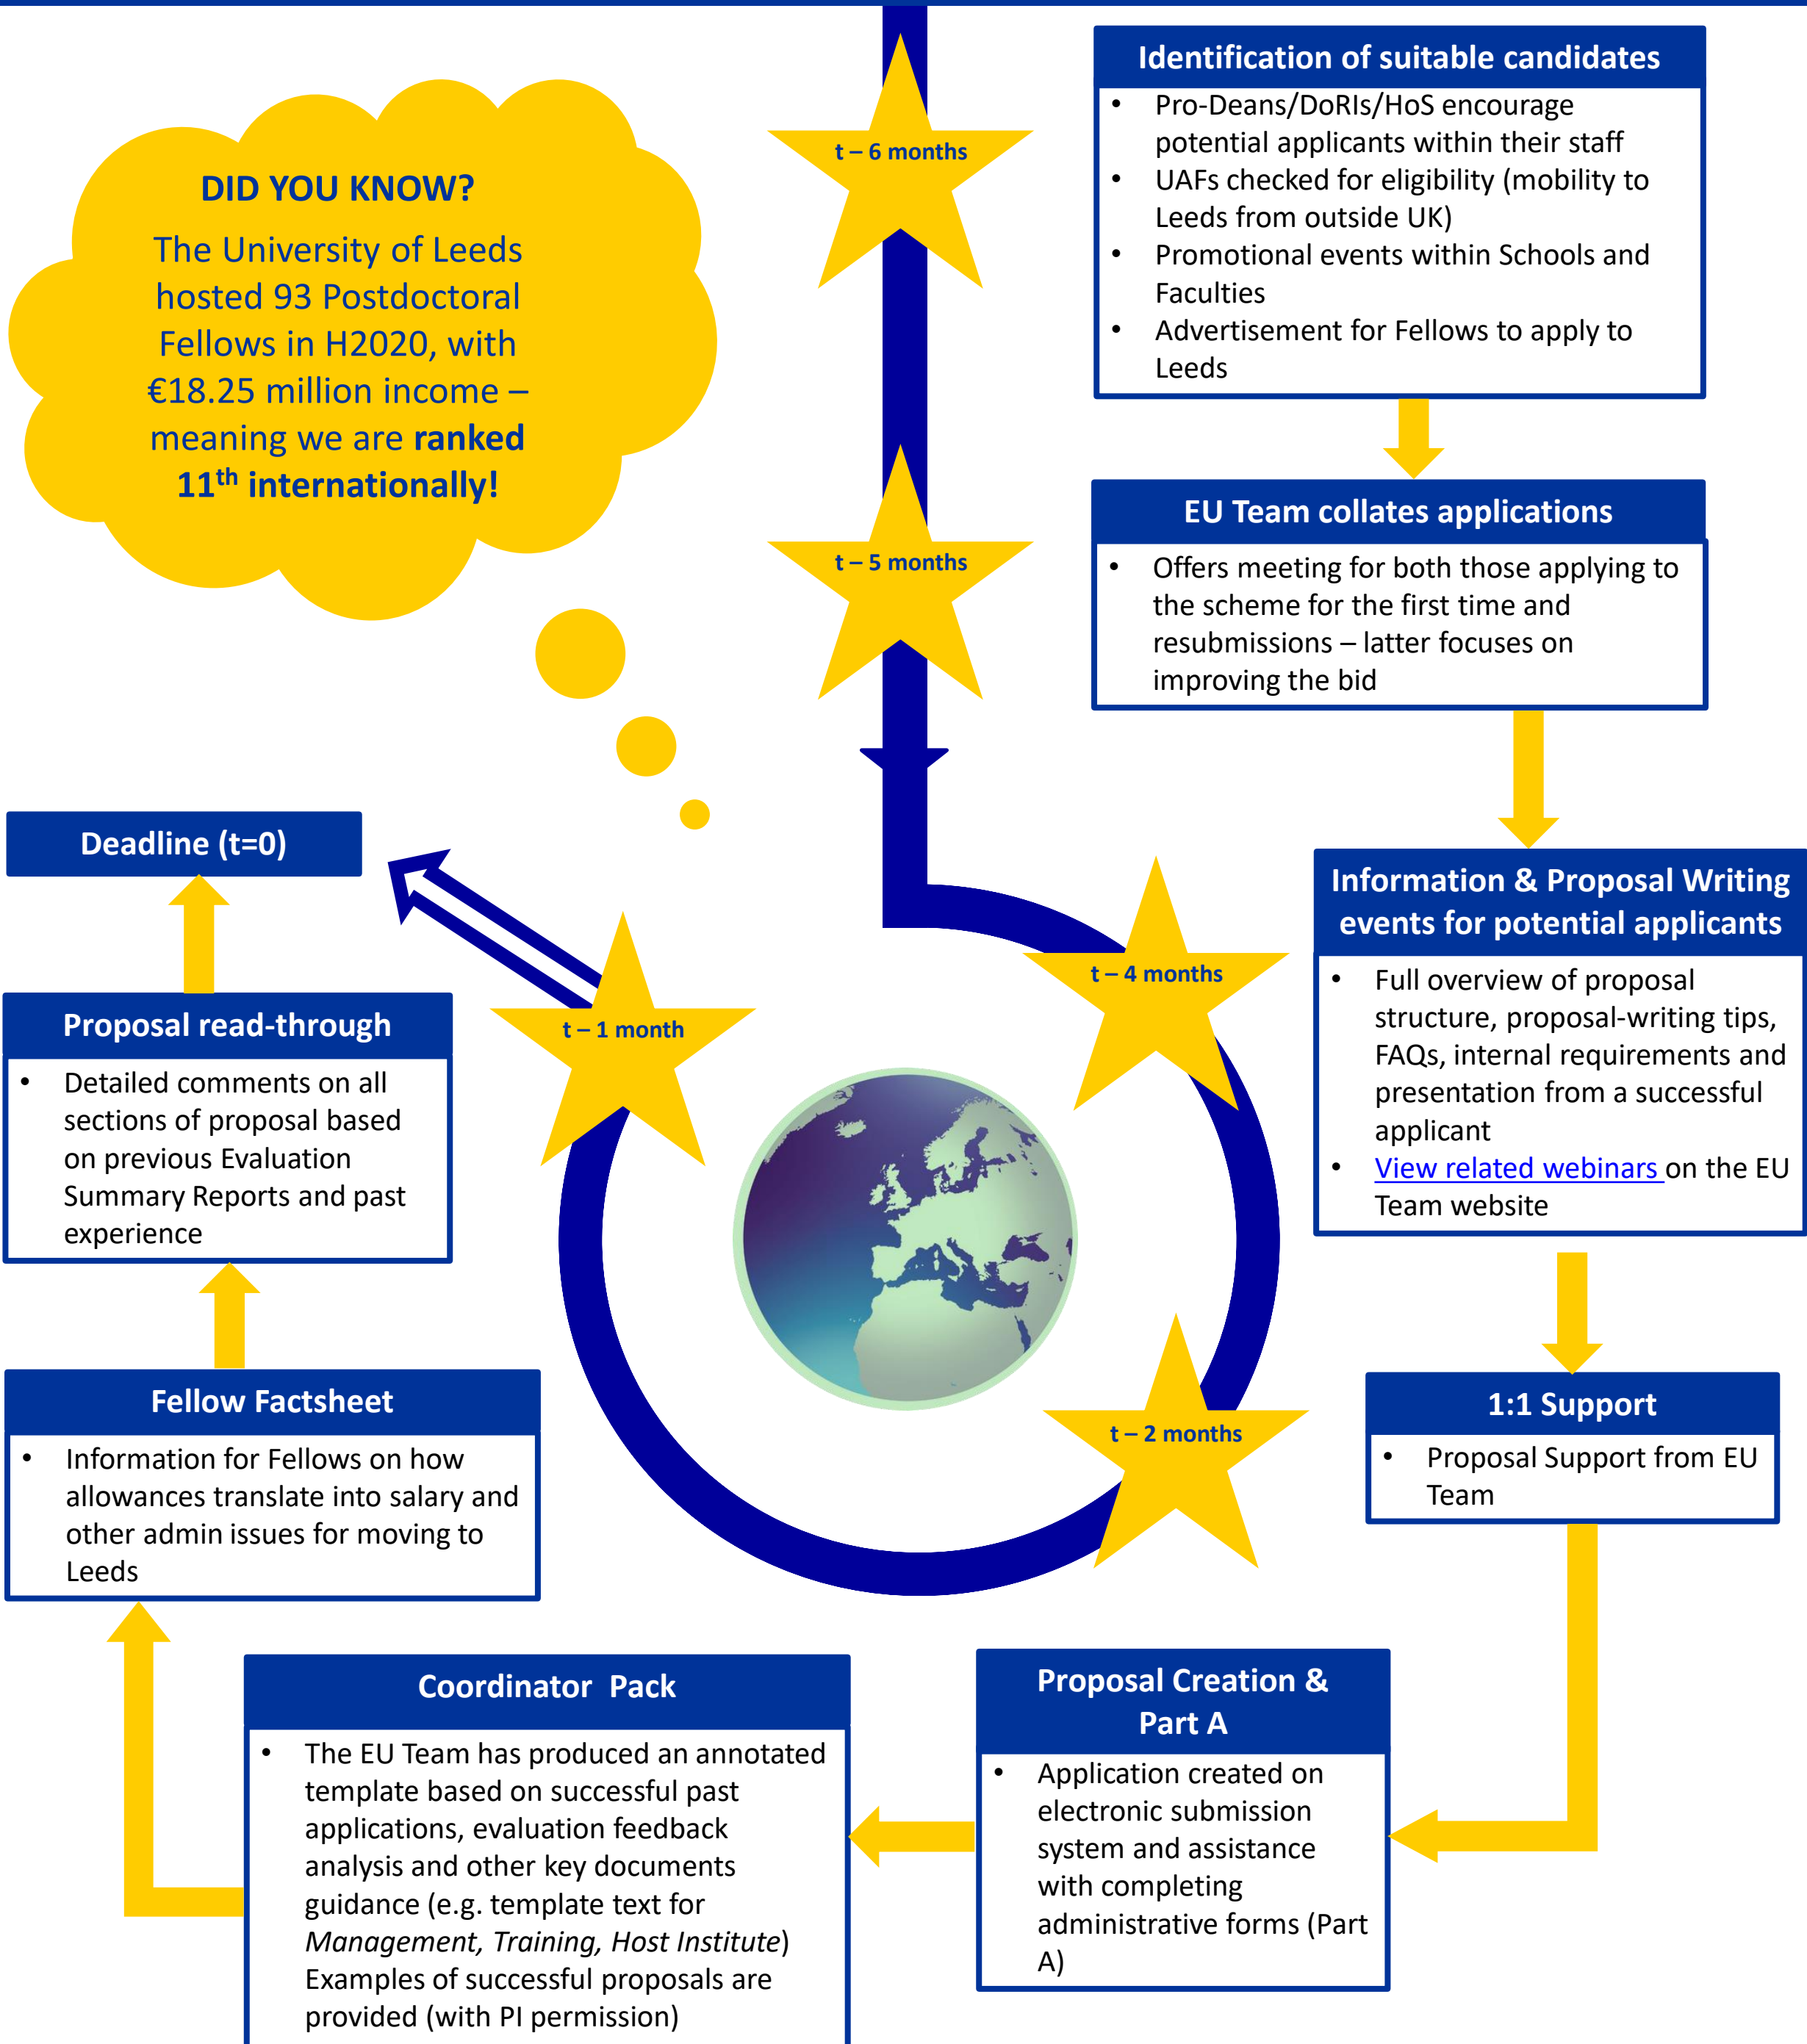 DID YOU KNOW?
The University of Leeds
hosted 93 Postdoctoral
Fellows in H2020, with
€18.25 million income –
meaning we are ranked
11th internationally!
t – 6 months
Identification of suitable candidates
• Pro-Deans/DoRIs/HoS encourage
potential applicants within their staff
• UAFs checked for eligibility (mobility to
Leeds from outside UK)
• Promotional events within Schools and
Faculties
• Advertisement for Fellows to apply to
Leeds
t – 5 months
EU Team collates applications
• Offers meeting for both those applying to
the scheme for the first time and
resubmissions – latter focuses on
improving the bid
t – 4 months
Information & Proposal Writing
events for potential applicants
• Full overview of proposal
structure, proposal-writing tips,
FAQs, internal requirements and
presentation from a successful
applicant
• View related webinars on the EU
Team website
t – 2 months
1:1 Support
• Proposal Support from EU
Team
Proposal Creation &
Part A
• Application created on
electronic submission
system and assistance
with completing
administrative forms (Part
A)
Coordinator Pack
• The EU Team has produced an annotated
template based on successful past
applications, evaluation feedback
analysis and other key documents
guidance (e.g. template text for
Management, Training, Host Institute)
Examples of successful proposals are
provided (with PI permission)
Fellow Factsheet
• Information for Fellows on how
allowances translate into salary and
other admin issues for moving to
Leeds
t – 1 month
Proposal read-through
• Detailed comments on all
sections of proposal based
on previous Evaluation
Summary Reports and past
experience
Deadline (t=0)